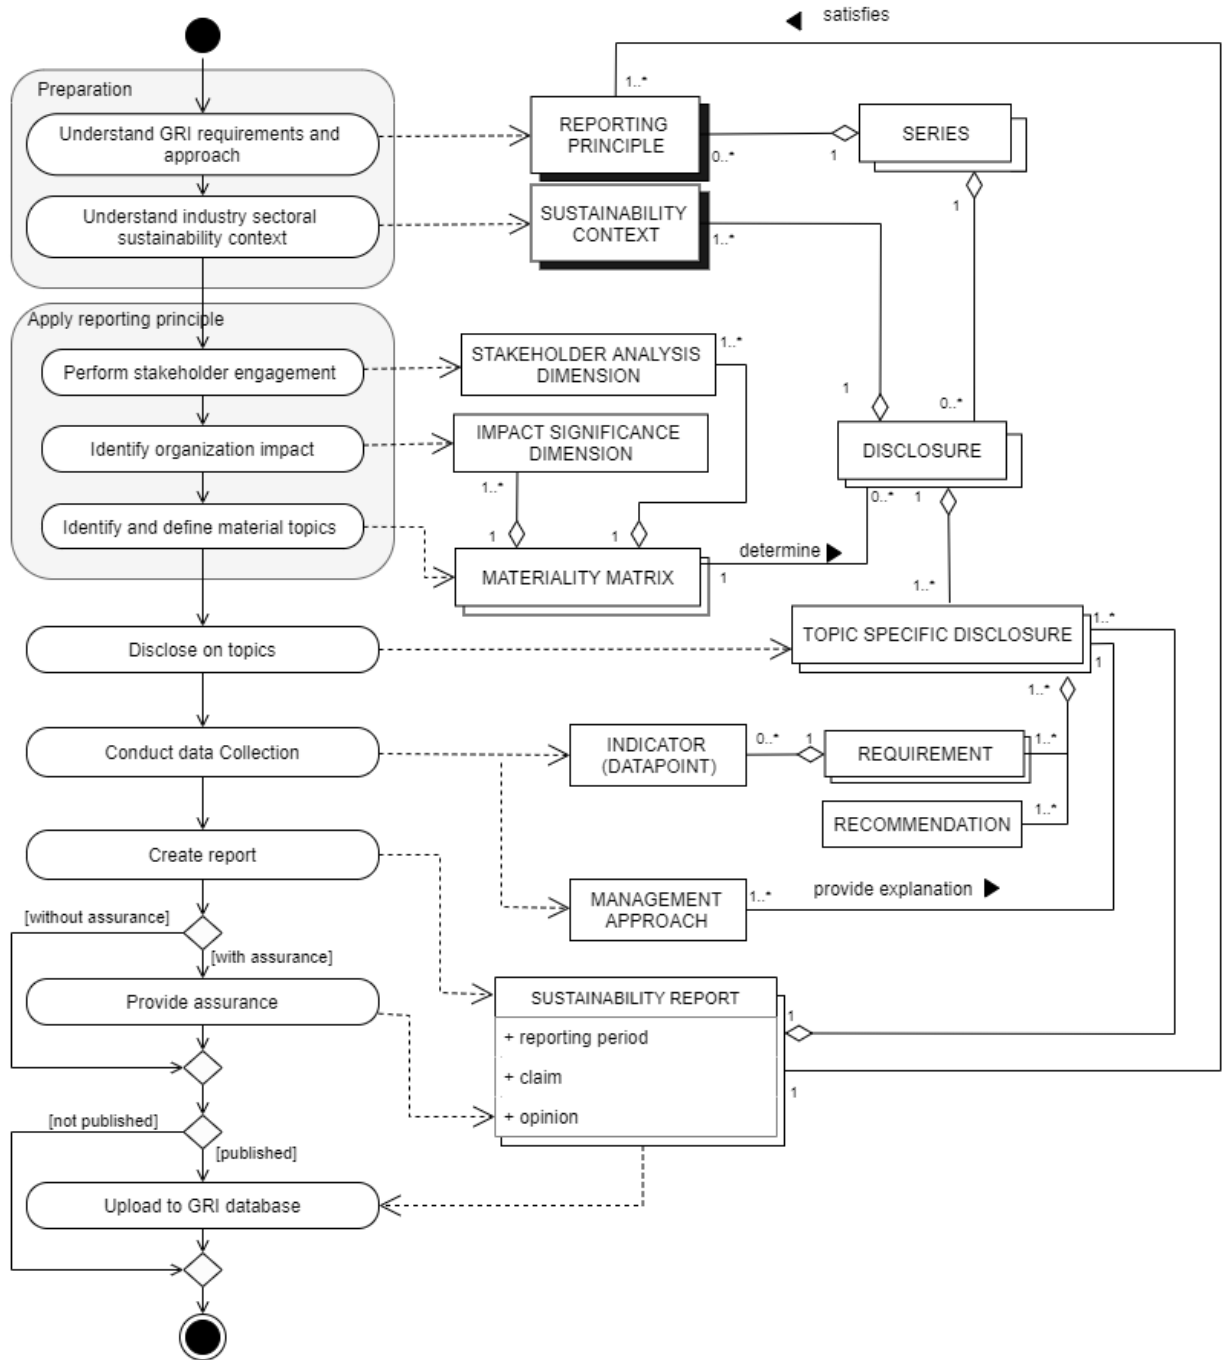 satisfies
1..*
Preparation
Understand GRI requirements and
approach
REPORTING
PRINCIPLE
0..*
1
SERIES
1
Understand industry sectoral
sustainability context
SUSTAINABILITY
CONTEXT
1..*
Apply reporting principle
Perform stakeholder engagement
STAKEHOLDER ANALYSIS
DIMENSION
1..*
1
0..*
Identify organization impact
IMPACT SIGNIFICANCE
DIMENSION
1..*
DISCLOSURE
0..*
1
Identify and define material topics
1
1
MATERIALITY MATRIX
1
determine
1..*
Disclose on topics
TOPIC SPECIFIC DISCLOSURE
1..*
1
1..*
Conduct data Collection
INDICATOR
(DATAPOINT)
0..*
1
REQUIREMENT
1..*
RECOMMENDATION
1..*
Create report
MANAGEMENT
APPROACH
1..*
provide explanation
[without assurance]
[with assurance]
Provide assurance
SUSTAINABILITY REPORT
+ reporting period
+ claim
+ opinion
1
1
[not published]
[published]
Upload to GRI database